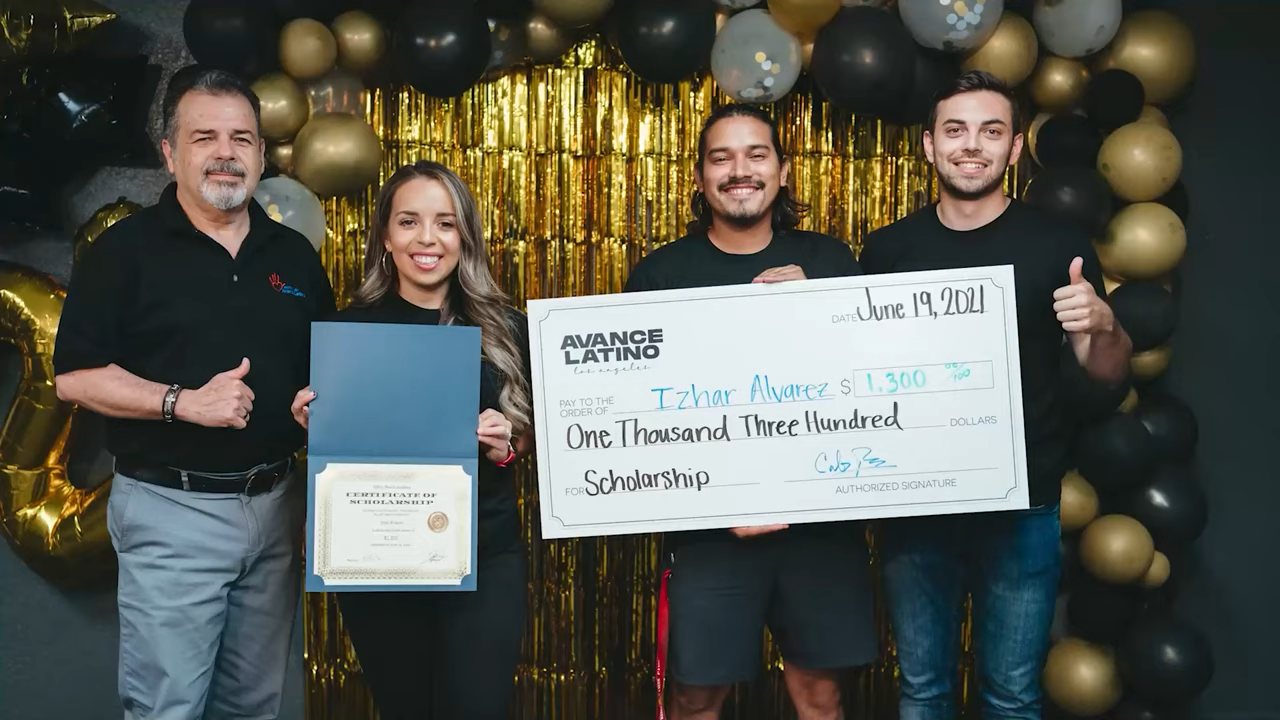 AVANCE
LATINO
los angeles
DATE June 19, 2021
PAY TO THE
ORDER OF Izhar Alvarez $ 1,300 00/100
One Thousand Three Hundred DOLLARS
FOR Scholarship
AUTHORIZED SIGNATURE
CERTIFICATE OF
SCHOLARSHIP